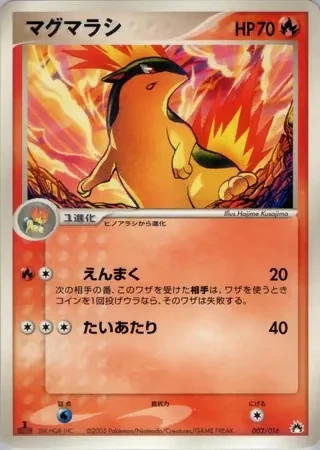 マグマラシ HP70
Illus. Hajime Kusajima
1進化 ヒノアラシから進化
えんまく 20
次の相手の番、このワザを受けた相手は、ワザを使うとき
コインを1回投げウラなら、そのワザは失敗する。
たいあたり 40
弱点 抵抗力 にげる
©2005 Pokémon/Nintendo/Creatures/GAME FREAK. 002/016